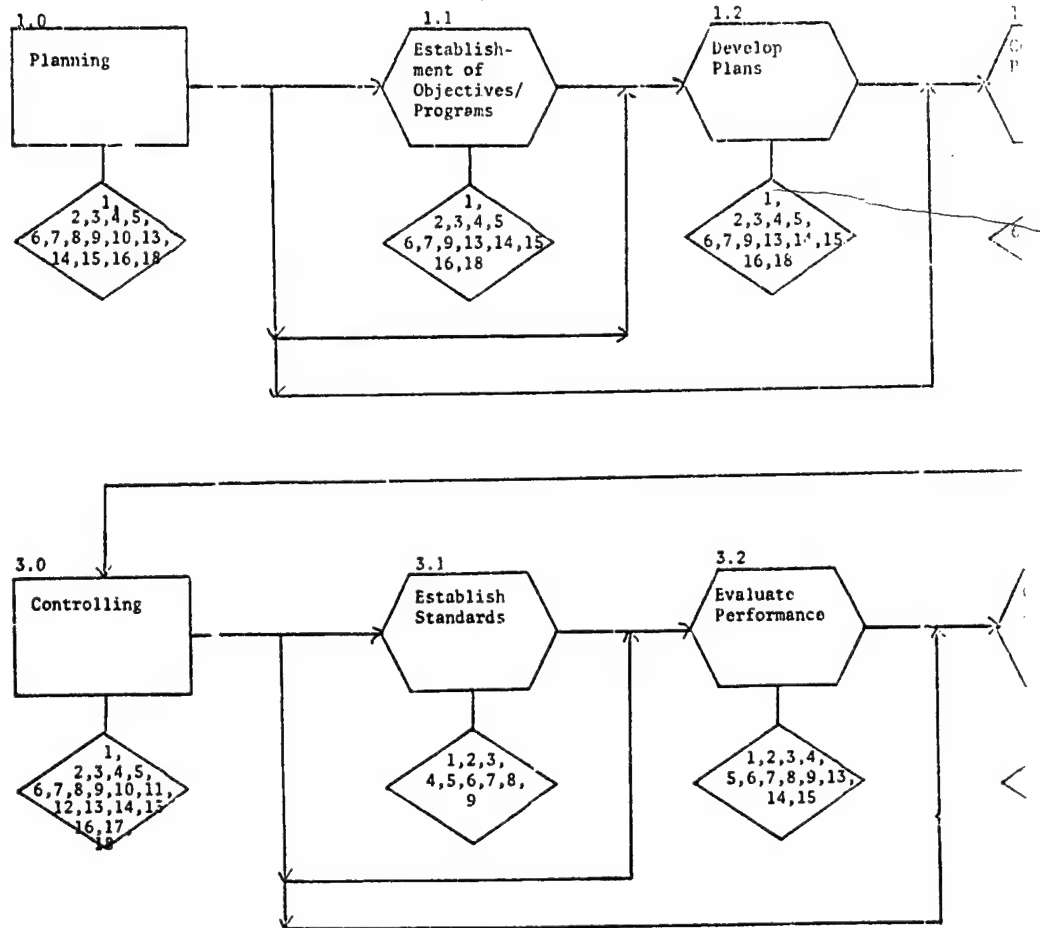 1.0
Planning
1,
2,3,4,5,
6,7,8,9,10,13,
14,15,16,18
1.1
Establish-
ment of
Objectives/
Programs
1,
2,3,4,5
6,7,9,13,14,15
16,18
1.2
Develop
Plans
1,
2,3,4,5,
6,7,9,13,14,15
16,18
3.0
Controlling
1,
2,3,4,5,
6,7,8,9,10,11,
12,13,14,15
16,17,
18
3.1
Establish
Standards
1,2,3,
4,5,6,7,8,
9
3.2
Evaluate
Performance
1,2,3,4,
5,6,7,8,9,13,
14,15